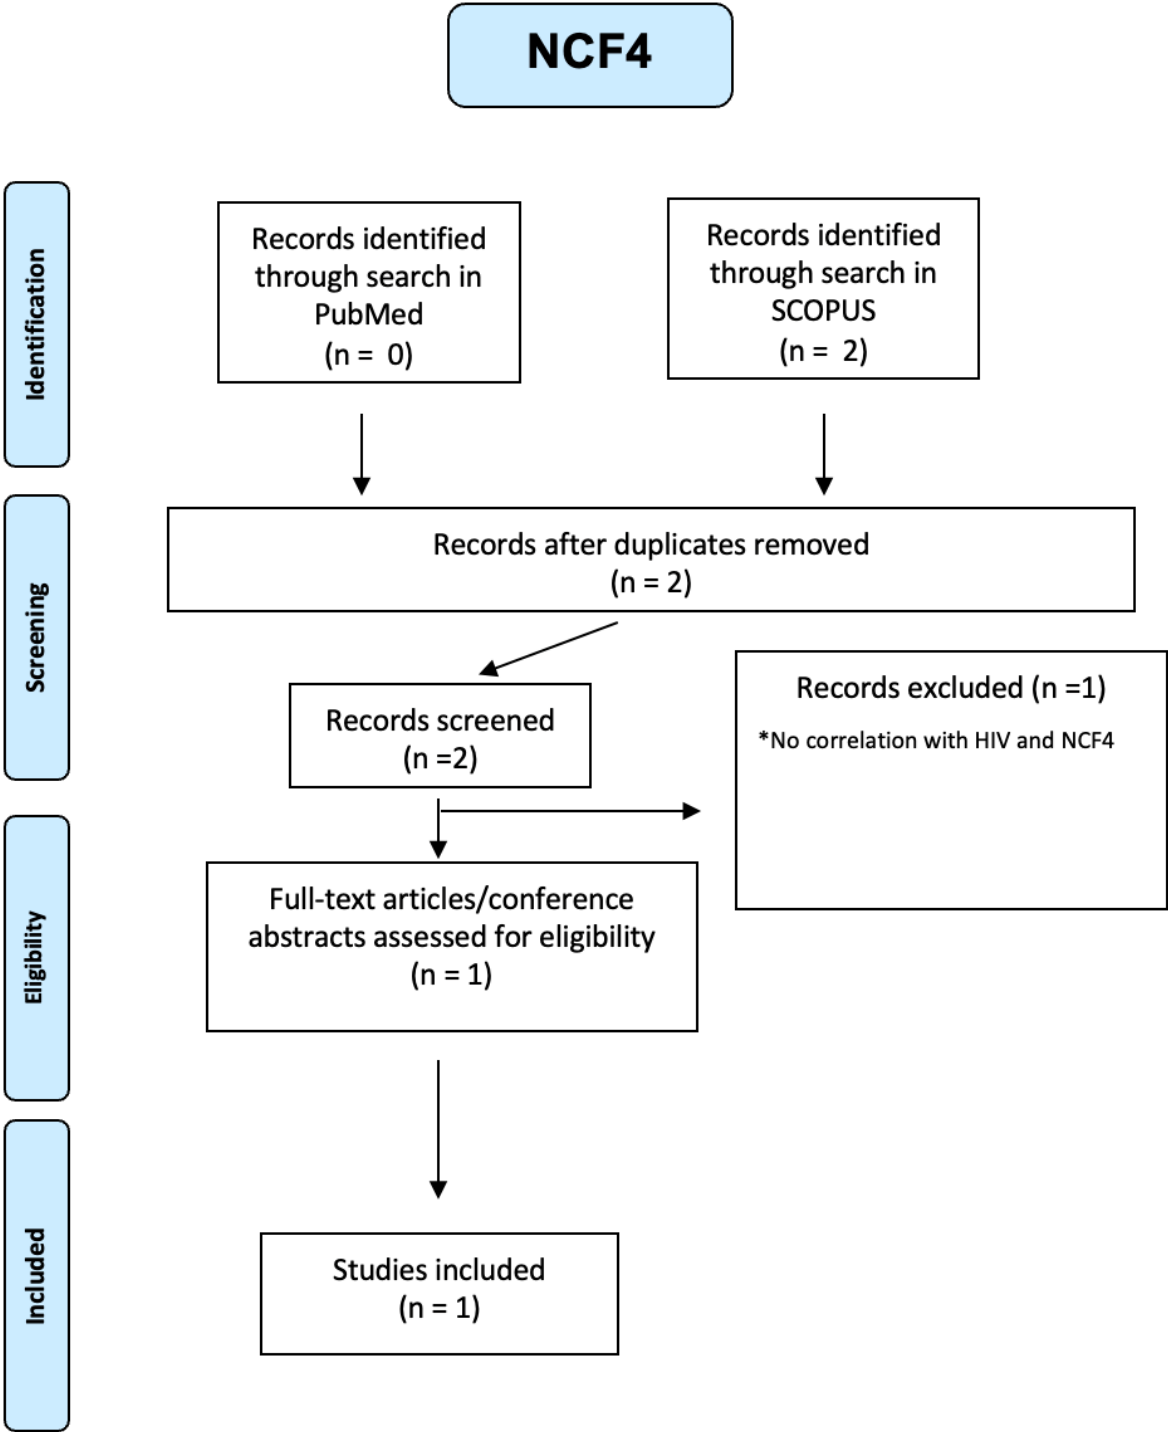 NCF4
Identification
Records identified
through search in
PubMed
(n =  0)
Records identified
through search in
SCOPUS
(n =  2)
Screening
Records after duplicates removed
(n = 2)
Records screened
(n =2)
Records excluded (n =1)
*No correlation with HIV and NCF4
Eligibility
Full-text articles/conference
abstracts assessed for eligibility
(n = 1)
Included
Studies included
(n = 1)